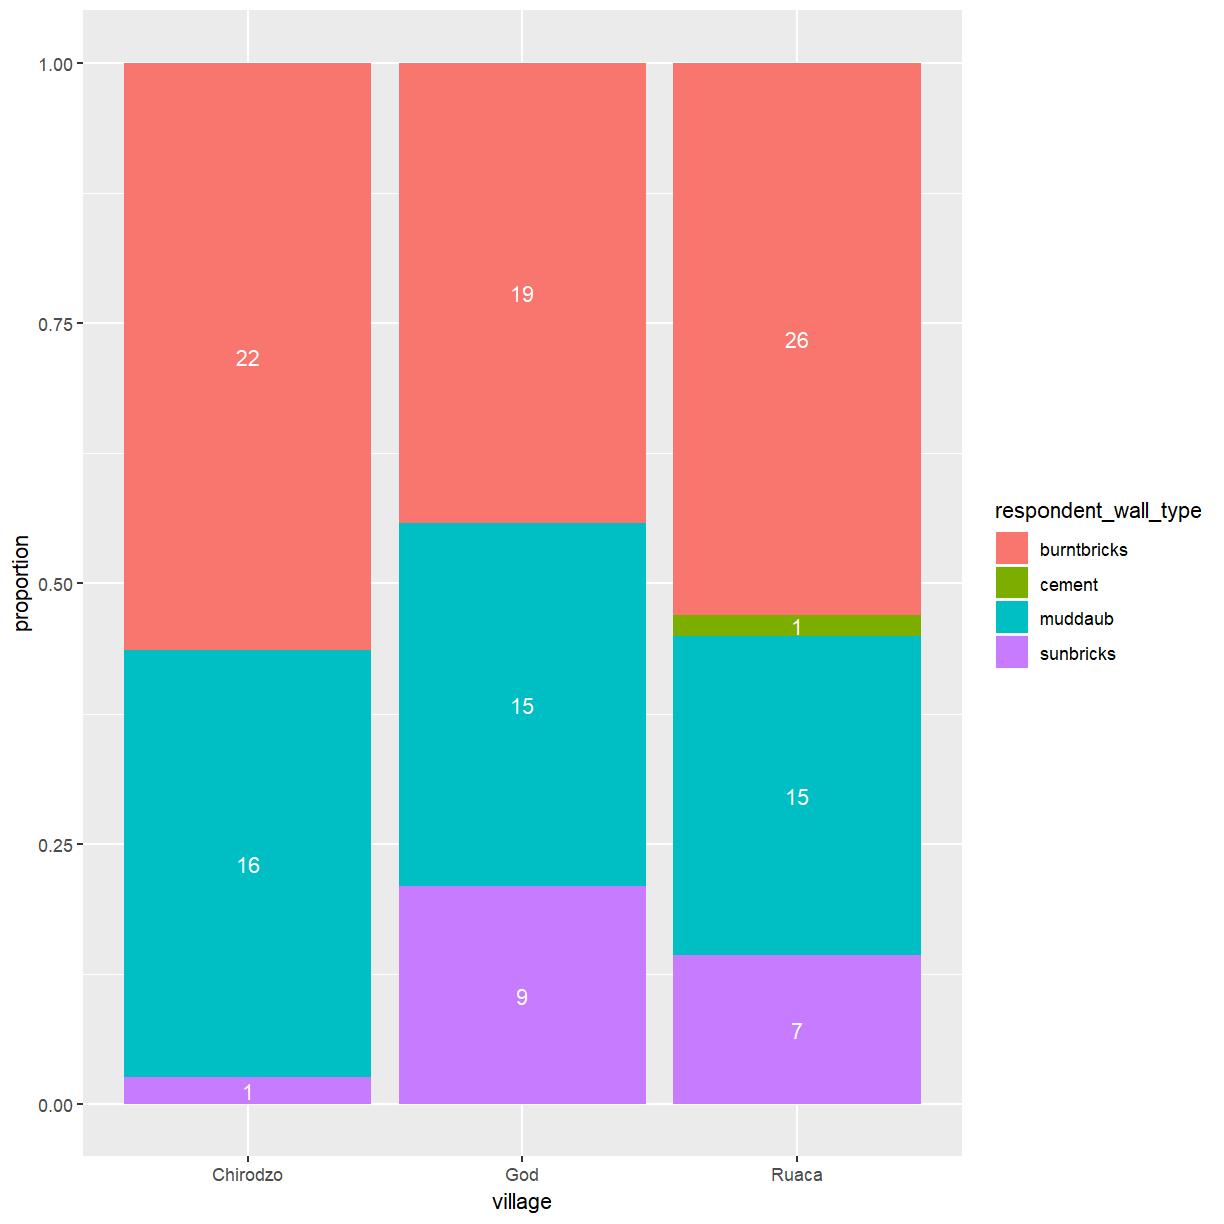 1.00
0.75
0.50
0.25
0.00
proportion
22
16
1
19
15
9
26
1
15
7
Chirodzo
God
Ruaca
village
respondent_wall_type
burntbricks
cement
muddaub
sunbricks